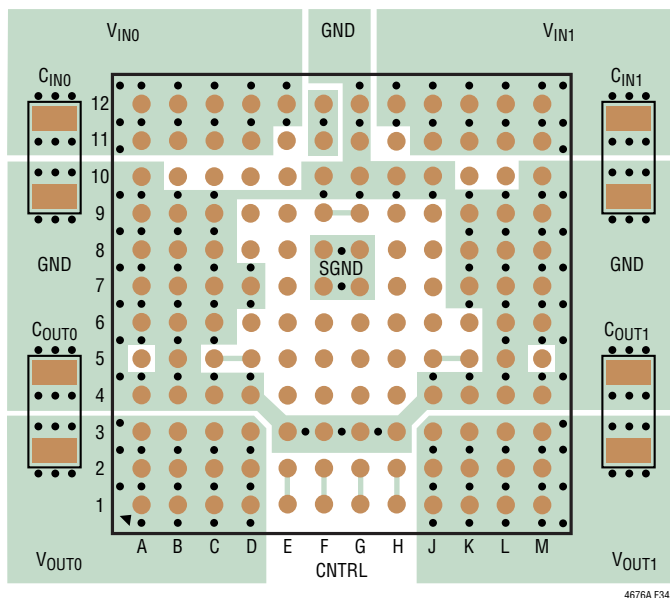 VIN0 GND VIN1
CIN0 CIN1
12
11
10
9
8
SGND
7
GND GND
6
COUT0 COUT1
5
4
3
2
1
A B C D E F G H J K L M
VOUT0 CNTRL VOUT1
4676A F34